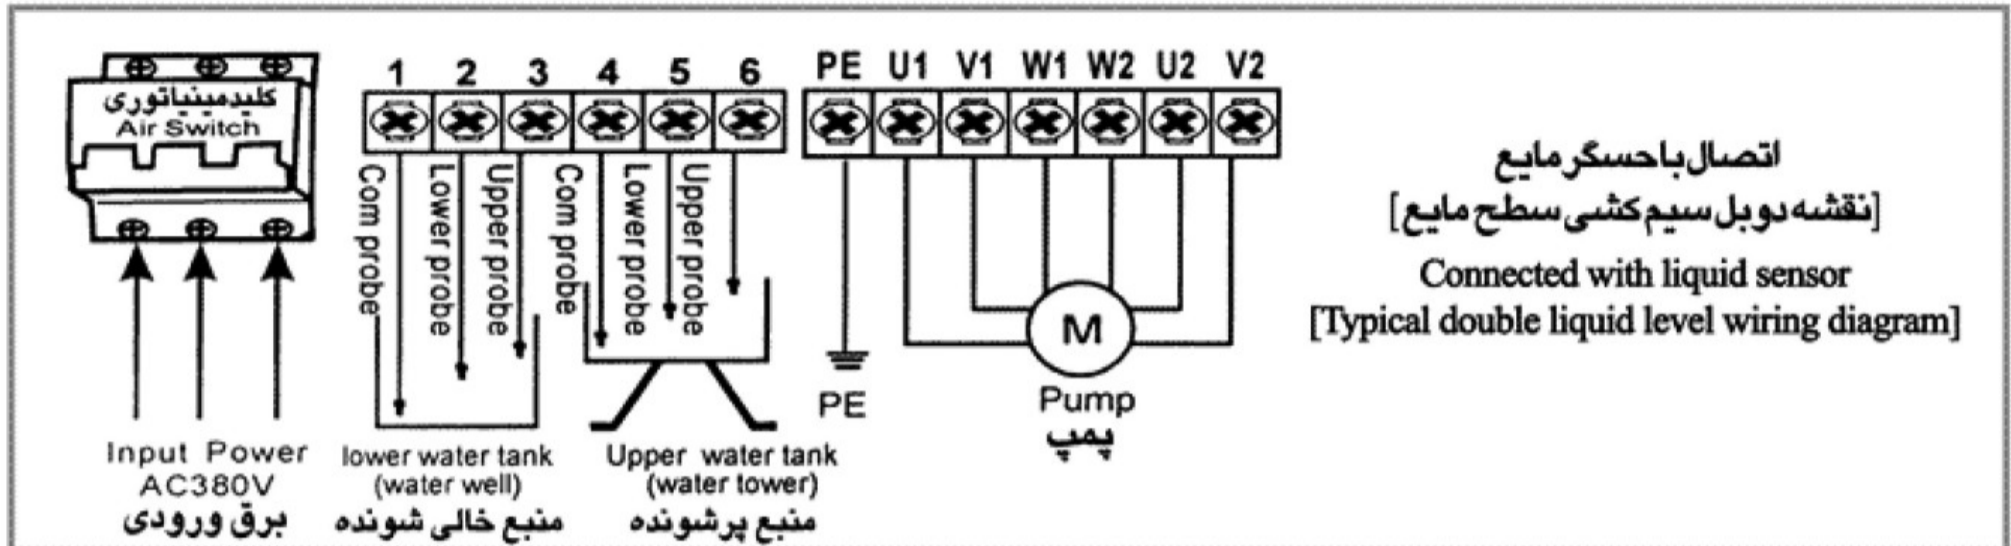 کلیدمینیاتوری
Air Switch
Input Power
AC380V
برق ورودی
1 2 3 4 5 6
Com probe
Lower probe
Upper probe
Com probe
Lower probe
Upper probe
lower water tank
(water well)
منبع خالی شونده
Upper water tank
(water tower)
منبع پرشونده
PE U1 V1 W1 W2 U2 V2
PE
M
Pump
پمپ
اتصال باحسگر مایع
[نقشه دوبل سیم کشی سطح مایع]
Connected with liquid sensor
[Typical double liquid level wiring diagram]